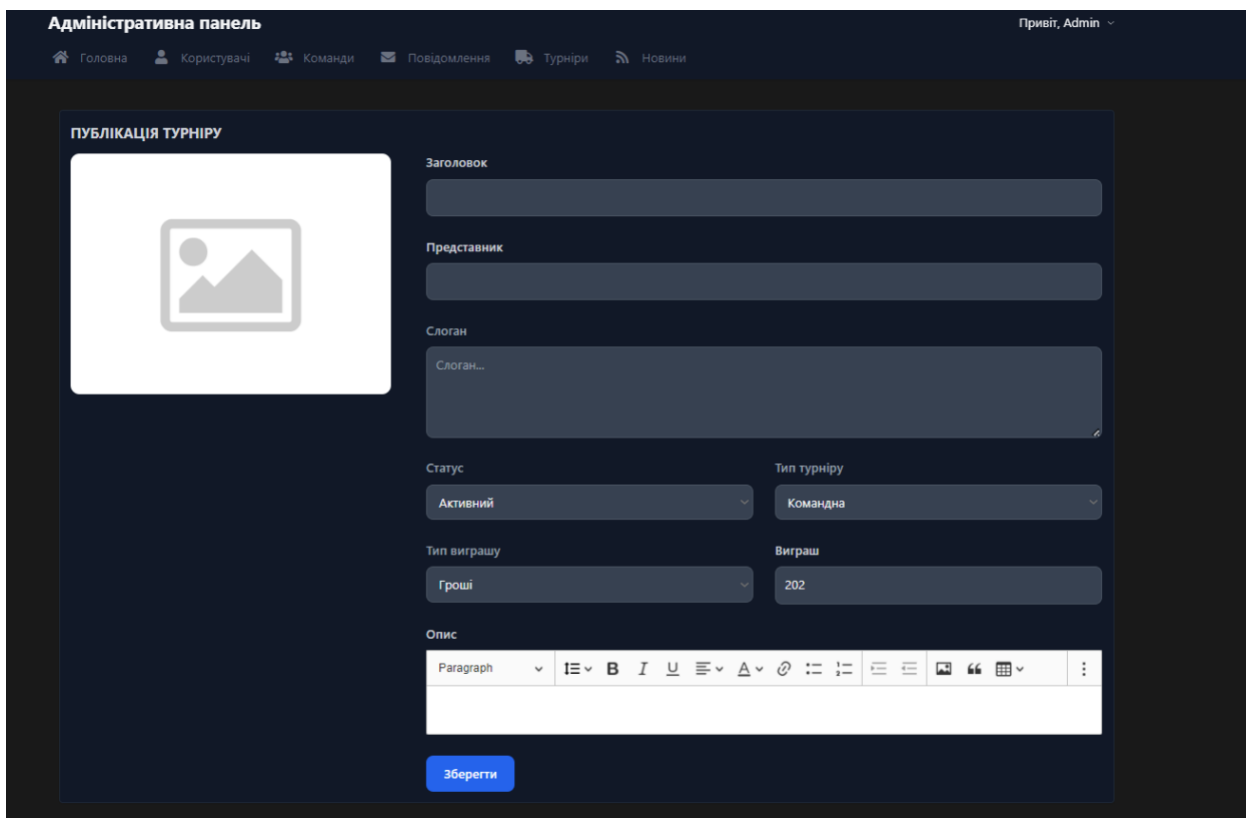 Адміністративна панель
Привіт, Admin
Головна Користувачі Команди Повідомлення Турніри Новини
ПУБЛІКАЦІЯ ТУРНІРУ
Заголовок
Представник
Слоган
Слоган...
Статус Тип турніру
Активний Командна
Тип виграшу Виграш
Гроші 202
Опис
Paragraph
Зберегти